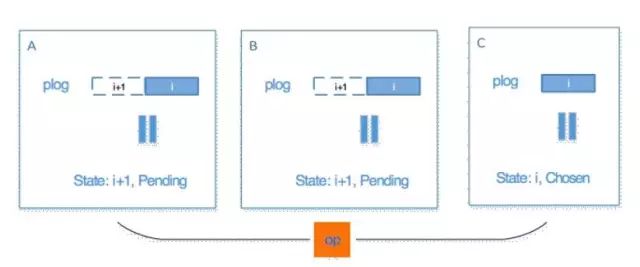 A
plog i+1 i
State: i+1, Pending
B
plog i+1 i
State: i+1, Pending
C
plog i
State: i, Chosen
op